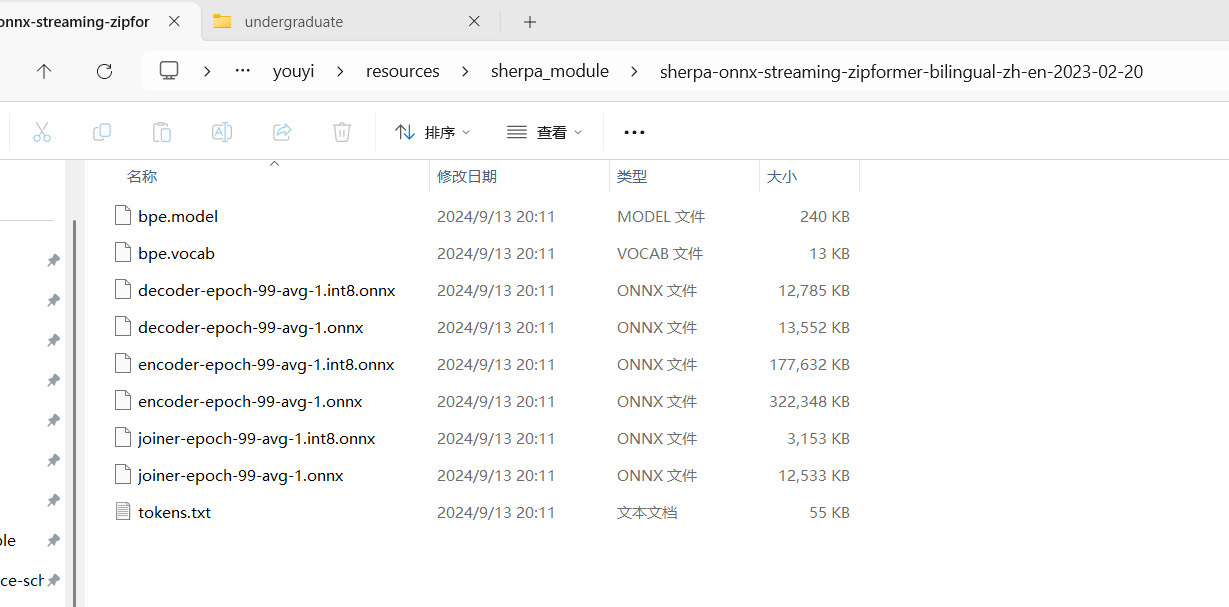 onnx-streaming-zipfor
undergraduate
youyi
resources
sherpa_module
sherpa-onnx-streaming-zipformer-bilingual-zh-en-2023-02-20
排序
查看
名称 修改日期 类型 大小
bpe.model 2024/9/13 20:11 MODEL 文件 240 KB
bpe.vocab 2024/9/13 20:11 VOCAB 文件 13 KB
decoder-epoch-99-avg-1.int8.onnx 2024/9/13 20:11 ONNX 文件 12,785 KB
decoder-epoch-99-avg-1.onnx 2024/9/13 20:11 ONNX 文件 13,552 KB
encoder-epoch-99-avg-1.int8.onnx 2024/9/13 20:11 ONNX 文件 177,632 KB
encoder-epoch-99-avg-1.onnx 2024/9/13 20:11 ONNX 文件 322,348 KB
joiner-epoch-99-avg-1.int8.onnx 2024/9/13 20:11 ONNX 文件 3,153 KB
joiner-epoch-99-avg-1.onnx 2024/9/13 20:11 ONNX 文件 12,533 KB
tokens.txt 2024/9/13 20:11 文本文档 55 KB
ole
ce-sch